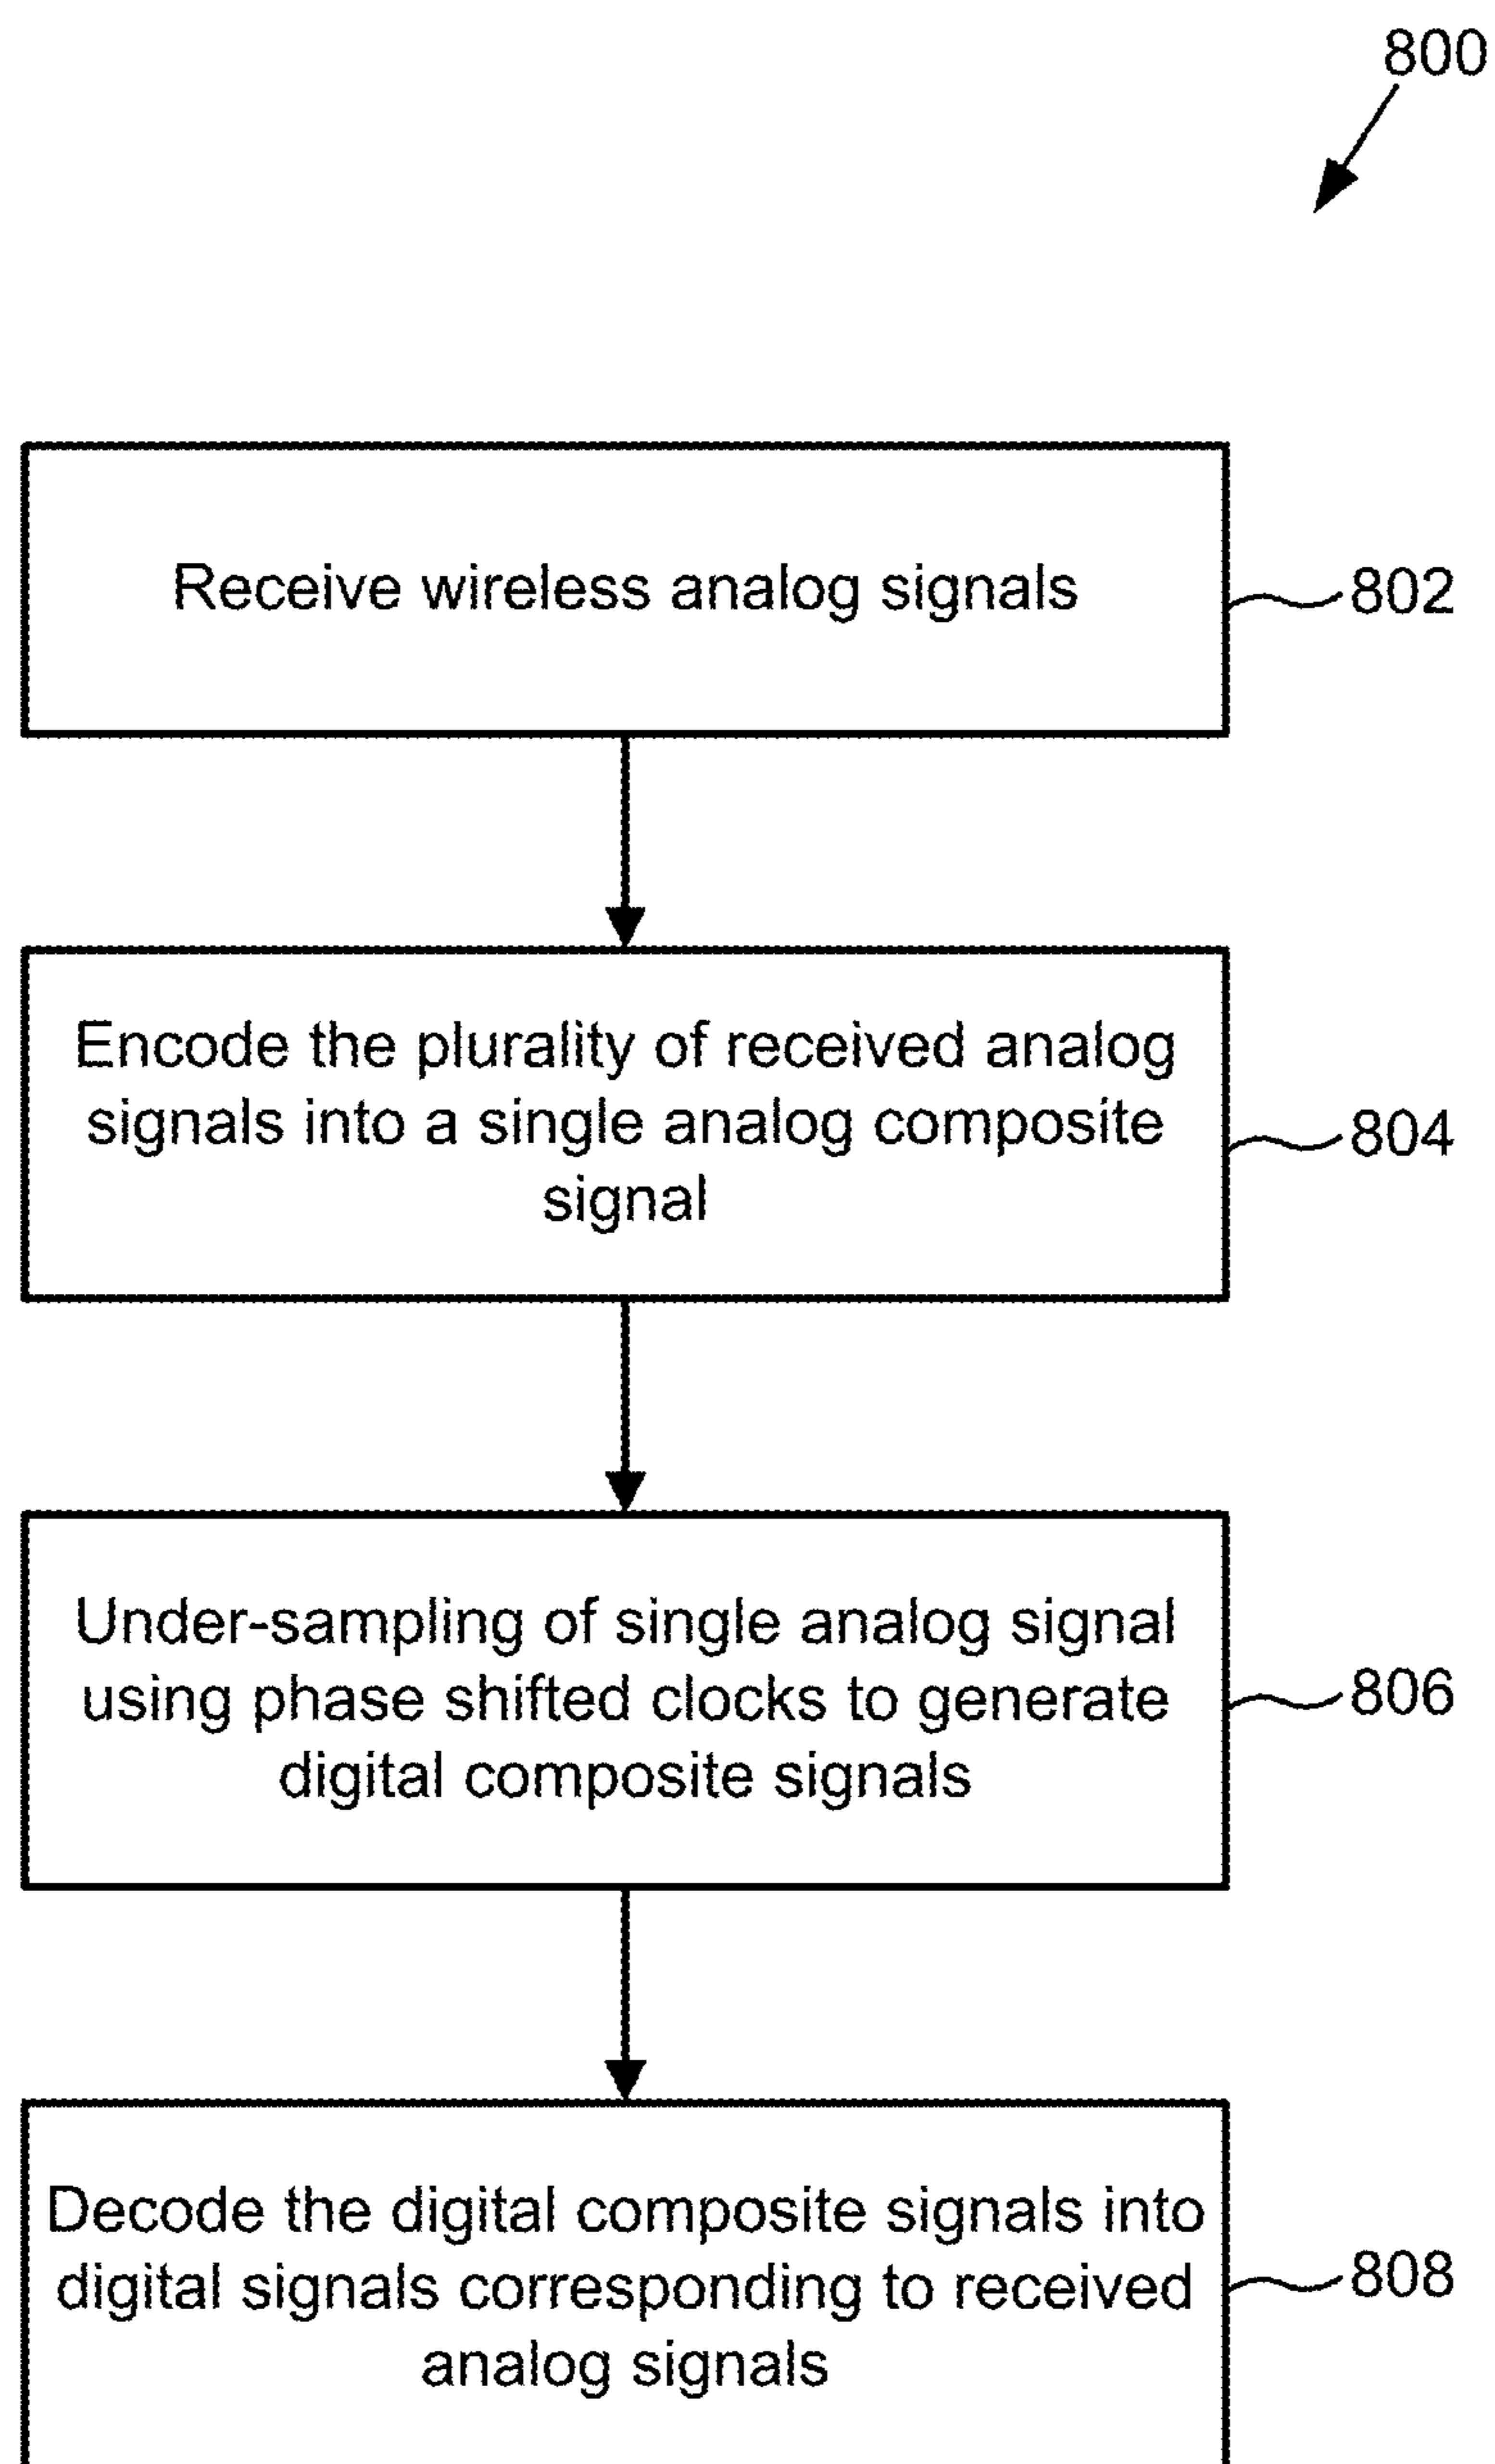 800
Receive wireless analog signals
802
Encode the plurality of received analog
signals into a single analog composite
signal
804
Under-sampling of single analog signal
using phase shifted clocks to generate
digital composite signals
806
Decode the digital composite signals into
digital signals corresponding to received
analog signals
808